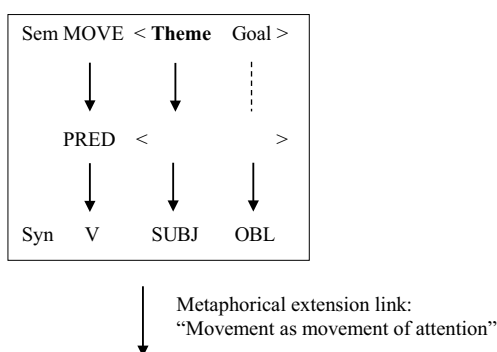 Sem MOVE < Theme Goal >
PRED < >
Syn V SUBJ OBL
Metaphorical extension link:
“Movement as movement of attention”